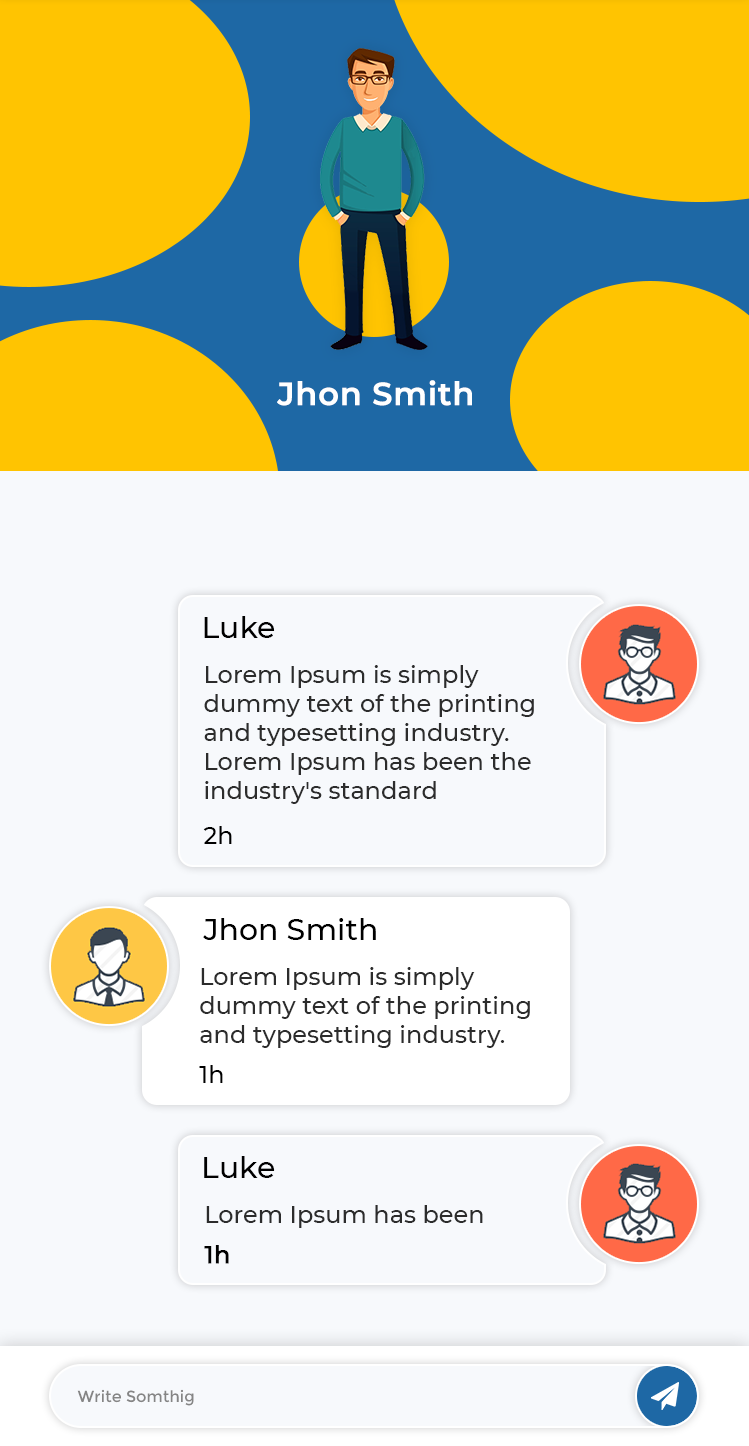 Jhon Smith
Luke
Lorem Ipsum is simply
dummy text of the printing
and typesetting industry.
Lorem Ipsum has been the
industry's standard
2h
Jhon Smith
Lorem Ipsum is simply
dummy text of the printing
and typesetting industry.
1h
Luke
Lorem Ipsum has been
1h
Write Somthig